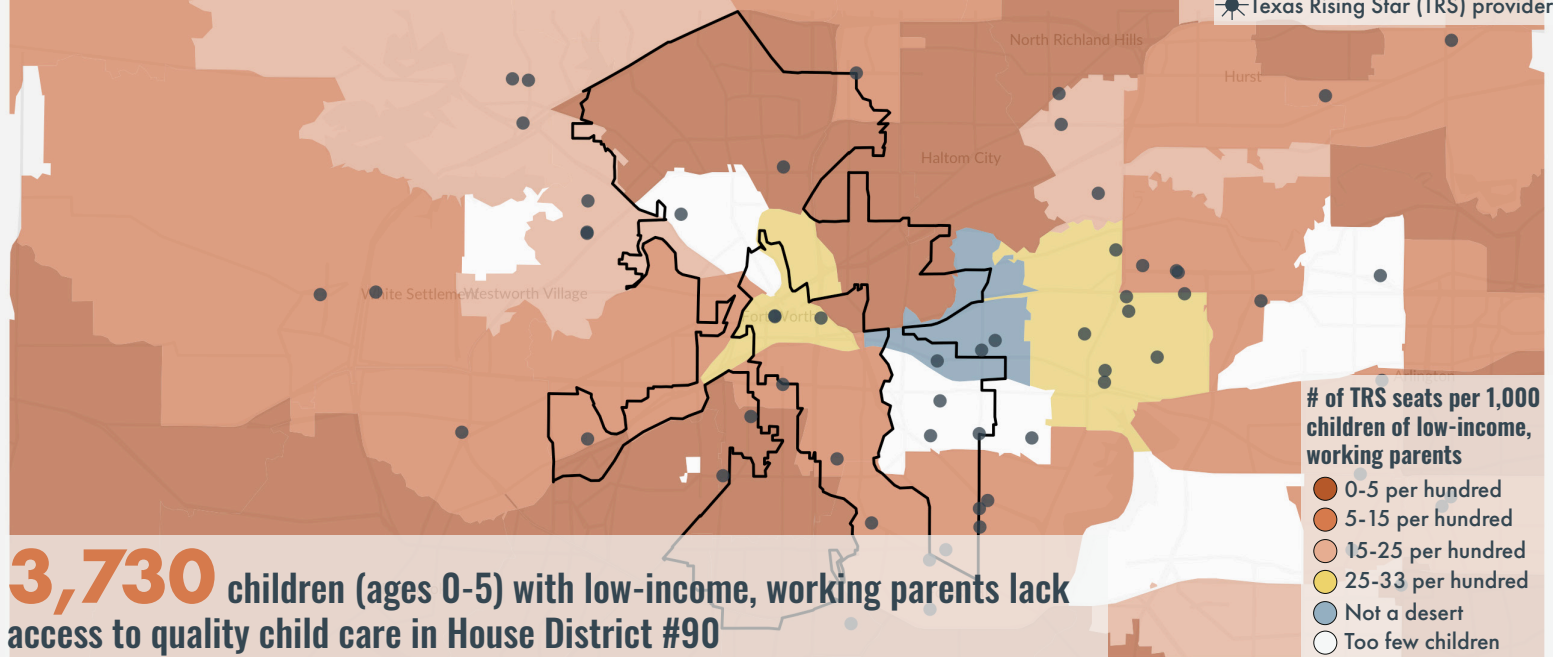 Texas Rising Star (TRS) provider
North Richland Hills
Hurst
Haltom City
White Settlement
Westworth Village
Fort Worth
Arlington
# of TRS seats per 1,000
children of low-income,
working parents
0-5 per hundred
5-15 per hundred
15-25 per hundred
25-33 per hundred
Not a desert
Too few children
3,730 children (ages 0-5) with low-income, working parents lack
access to quality child care in House District #90